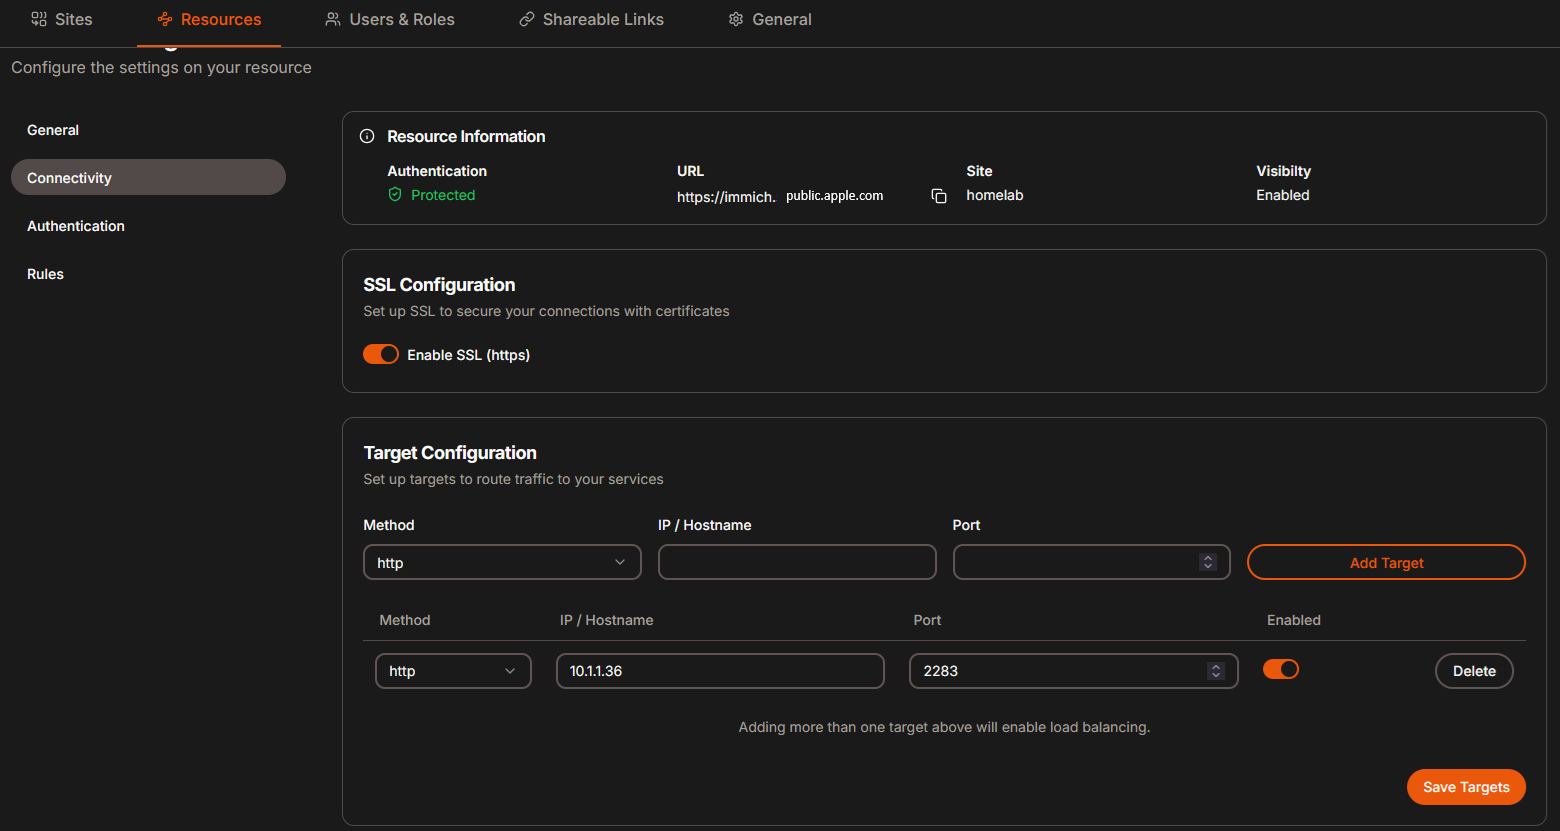 Sites Resources Users & Roles Shareable Links General
Configure the settings on your resource
General
Connectivity
Authentication
Rules
Resource Information
Authentication URL Site Visibilty
Protected https://immich. public.apple.com homelab Enabled
SSL Configuration
Set up SSL to secure your connections with certificates
Enable SSL (https)
Target Configuration
Set up targets to route traffic to your services
Method IP / Hostname Port
http Add Target
Method IP / Hostname Port Enabled
http 10.1.1.36 2283 Delete
Adding more than one target above will enable load balancing.
Save Targets